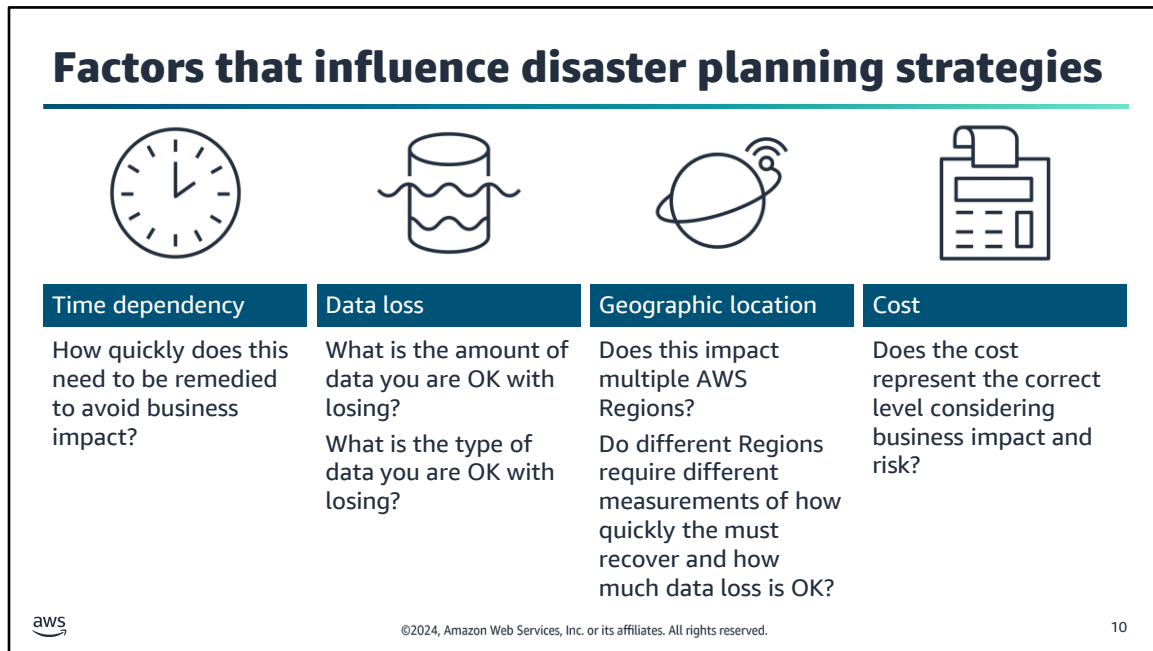 Factors that influence disaster planning strategies
Time dependency
How quickly does this
need to be remedied
to avoid business
impact?
Data loss
What is the amount of
data you are OK with
losing?
What is the type of
data you are OK with
losing?
Geographic location
Does this impact
multiple AWS
Regions?
Do different Regions
require different
measurements of how
quickly the must
recover and how
much data loss is OK?
Cost
Does the cost
represent the correct
level considering
business impact and
risk?
aws
©2024, Amazon Web Services, Inc. or its affiliates. All rights reserved.
10